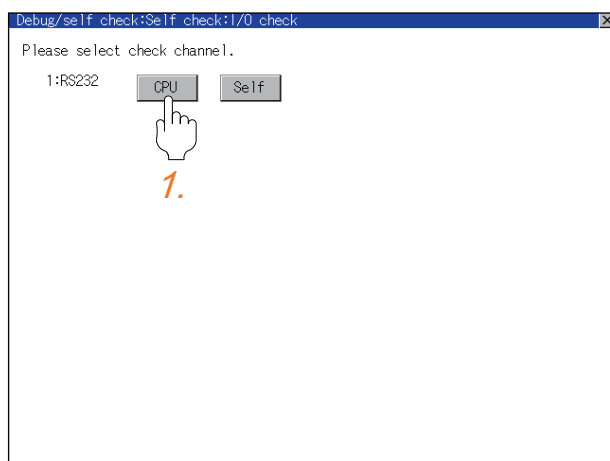 Debug/self check:Self check:I/O check
Please select check channel.
1:RS232 CPU Self
1.